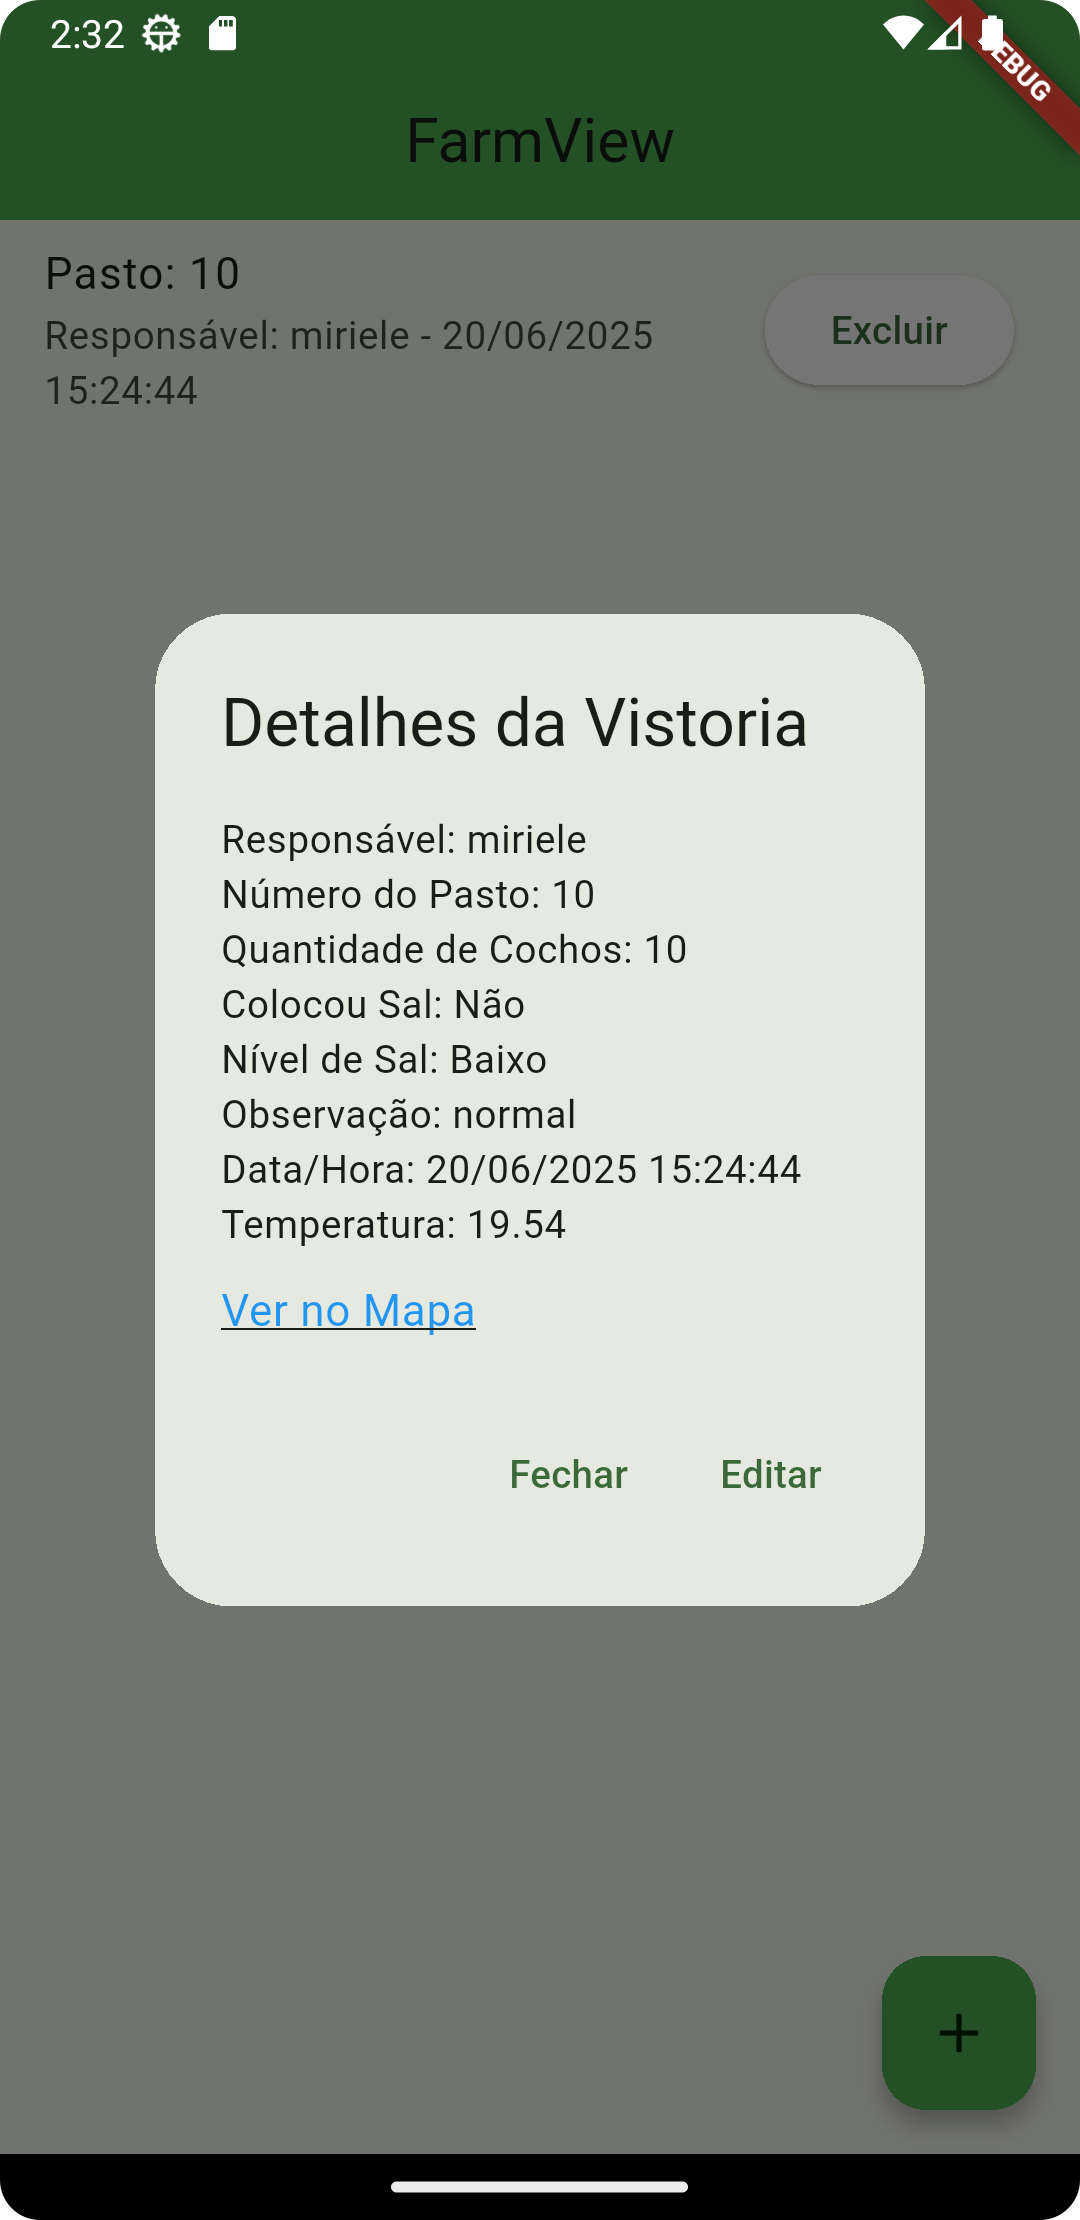 2:32
FarmView
Pasto: 10
Responsável: miriele - 20/06/2025
15:24:44
Excluir
Detalhes da Vistoria
Responsável: miriele
Número do Pasto: 10
Quantidade de Cochos: 10
Colocou Sal: Não
Nível de Sal: Baixo
Observação: normal
Data/Hora: 20/06/2025 15:24:44
Temperatura: 19.54
Ver no Mapa
Fechar Editar